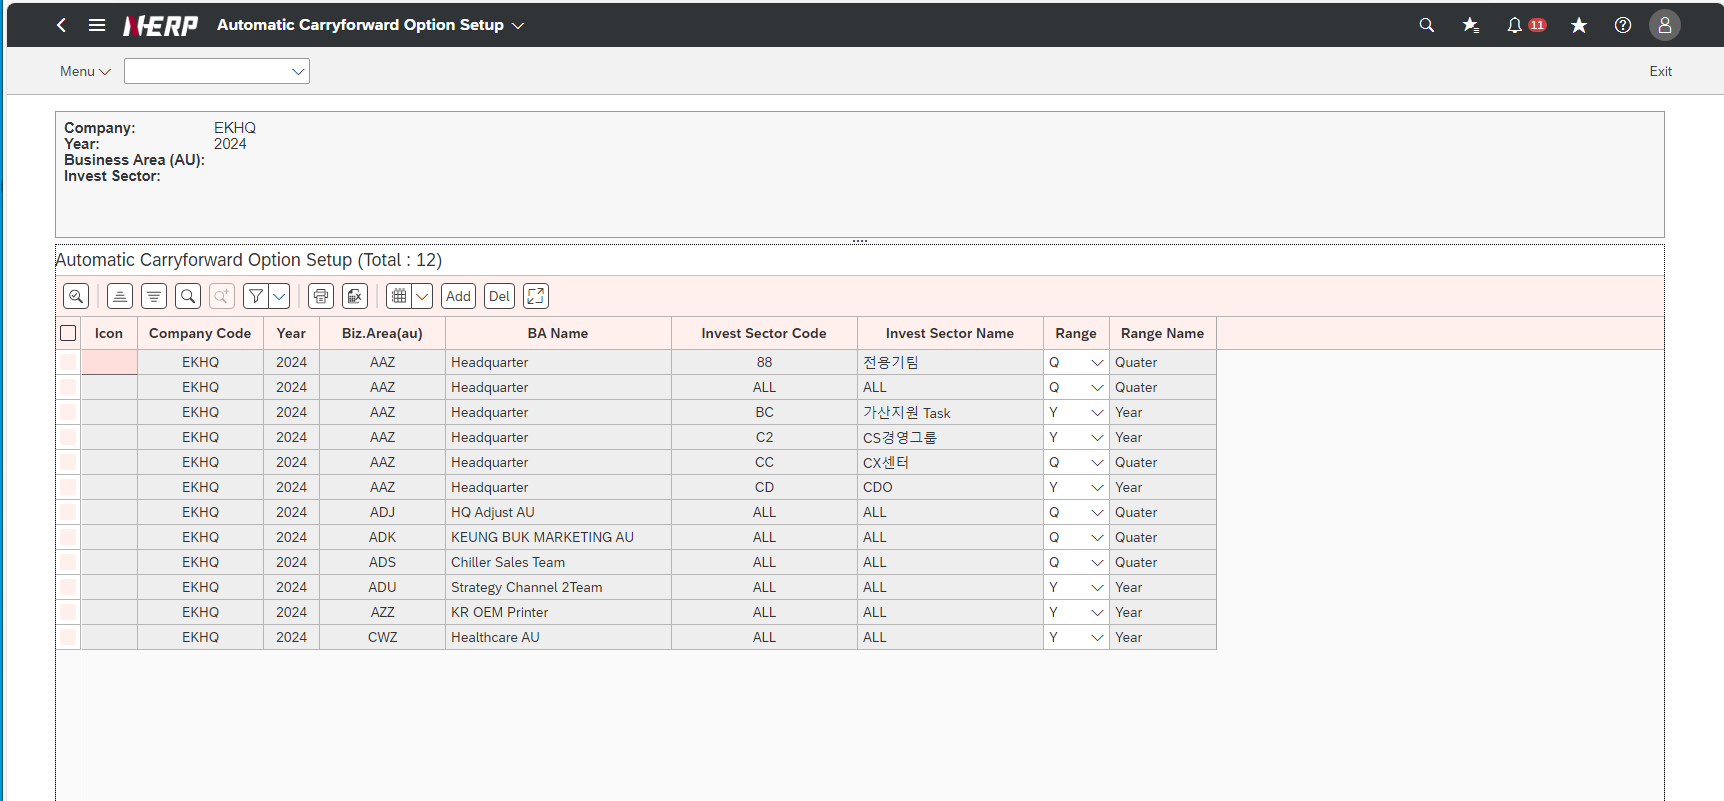 NERP Automatic Carryforward Option Setup 11
Menu Exit
Company: EKHQ
Year: 2024
Business Area (AU):
Invest Sector:
Automatic Carryforward Option Setup (Total : 12)
Add Del
Icon Company Code Year Biz.Area(au) BA Name Invest Sector Code Invest Sector Name Range Range Name
EKHQ 2024 AAZ Headquarter 88 전용기팀 Q Quater
EKHQ 2024 AAZ Headquarter ALL ALL Q Quater
EKHQ 2024 AAZ Headquarter BC 가산지원 Task Y Year
EKHQ 2024 AAZ Headquarter C2 CS경영그룹 Y Year
EKHQ 2024 AAZ Headquarter CC CX센터 Q Quater
EKHQ 2024 AAZ Headquarter CD CDO Y Year
EKHQ 2024 ADJ HQ Adjust AU ALL ALL Q Quater
EKHQ 2024 ADK KEUNG BUK MARKETING AU ALL ALL Q Quater
EKHQ 2024 ADS Chiller Sales Team ALL ALL Q Quater
EKHQ 2024 ADU Strategy Channel 2Team ALL ALL Y Year
EKHQ 2024 AZZ KR OEM Printer ALL ALL Y Year
EKHQ 2024 CWZ Healthcare AU ALL ALL Y Year